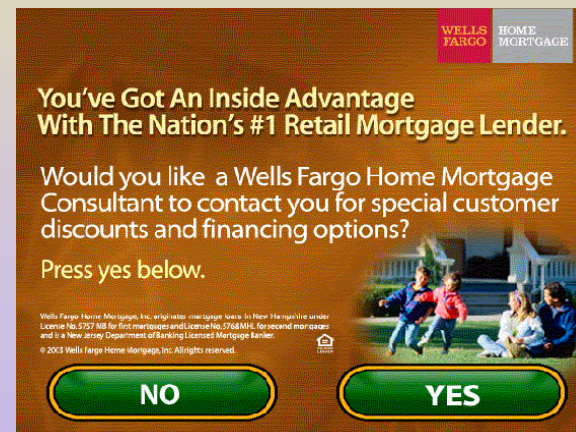 WELLS FARGO
HOME MORTGAGE
You've Got An Inside Advantage
With The Nation's #1 Retail Mortgage Lender.
Would you like a Wells Fargo Home Mortgage
Consultant to contact you for special customer
discounts and financing options?
Press yes below.
Wells Fargo Home Mortgage, Inc. originates mortgage loans in New Hampshire under
License No. 5757 NB for first mortgages and License No. 5768 MHL for second mortgages
and is a New Jersey Department of Banking Licensed Mortgage Banker.
© 2003 Wells Fargo Home Mortgage, Inc. All rights reserved.
NO
YES